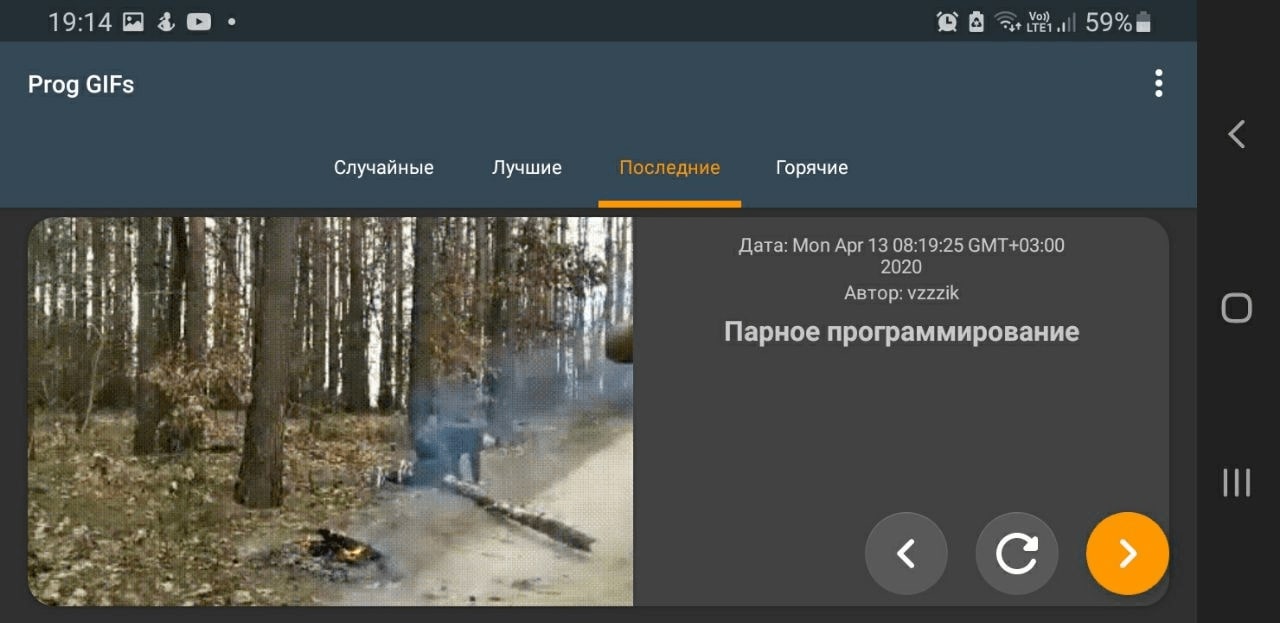 19:14
Vo))
LTE1
59%
Prog GIFs
Случайные
Лучшие
Последние
Горячие
Дата: Mon Apr 13 08:19:25 GMT+03:00
2020
Автор: vzzzik
Парное программирование